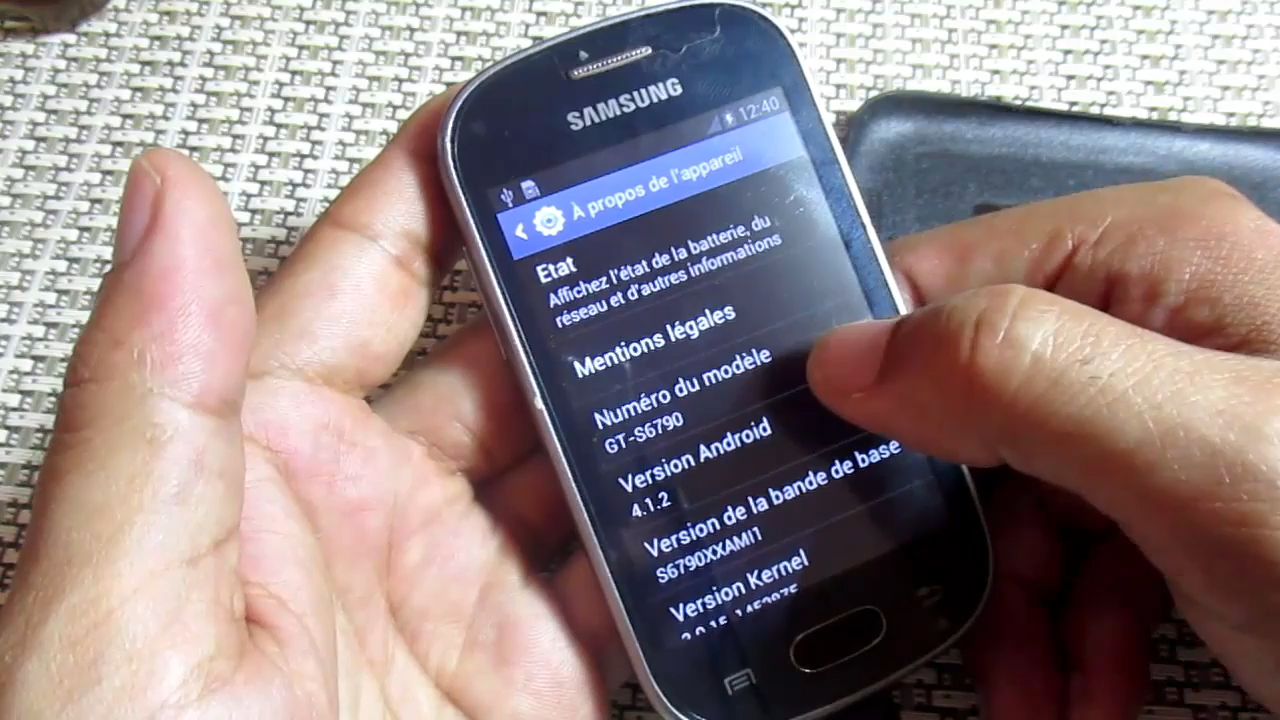 SAMSUNG
12:40
À propos de l'appareil
Etat
Affichez l'état de la batterie, du
réseau et d'autres informations
Mentions légales
Numéro du modèle
GT-S6790
Version Android
4.1.2
Version de la bande de base
S6790XXAMI1
Version Kernel